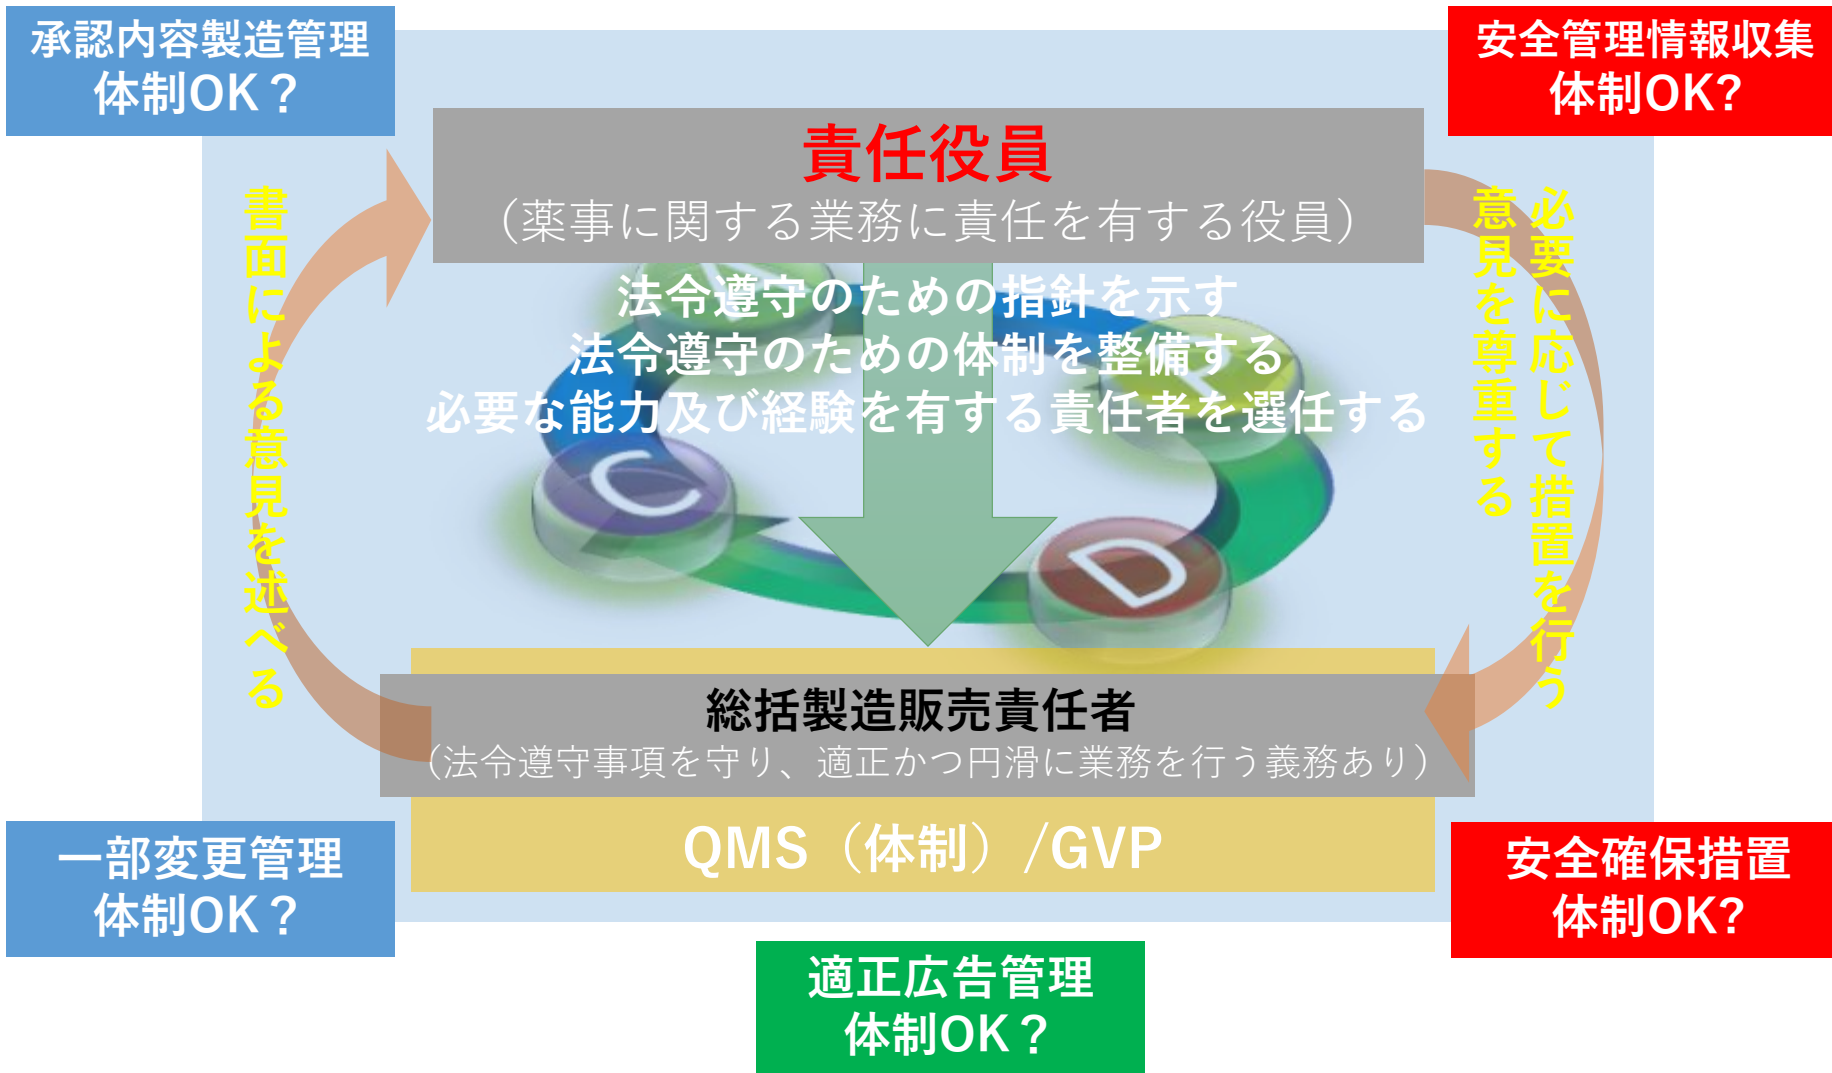 承認内容製造管理
体制OK？
安全管理情報収集
体制OK?
責任役員
（薬事に関する業務に責任を有する役員）
書面による意見を述べる
必要に応じて措置を行う
意見を尊重する
法令遵守のための指針を示す
法令遵守のための体制を整備する
必要な能力及び経験を有する責任者を選任する
A
P
C
D
総括製造販売責任者
（法令遵守事項を守り、適正かつ円滑に業務を行う義務あり）
QMS（体制）/GVP
一部変更管理
体制OK？
安全確保措置
体制OK?
適正広告管理
体制OK？